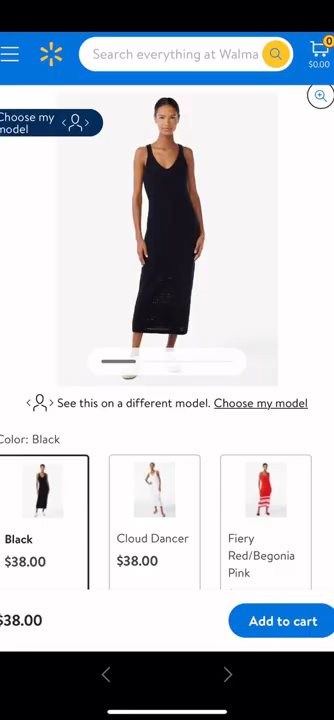 Search everything at Walma
0
$0.00
Choose my
model
See this on a different model. Choose my model
Color: Black
Black
$38.00
Cloud Dancer
$38.00
Fiery
Red/Begonia
Pink
$38.00
Add to cart